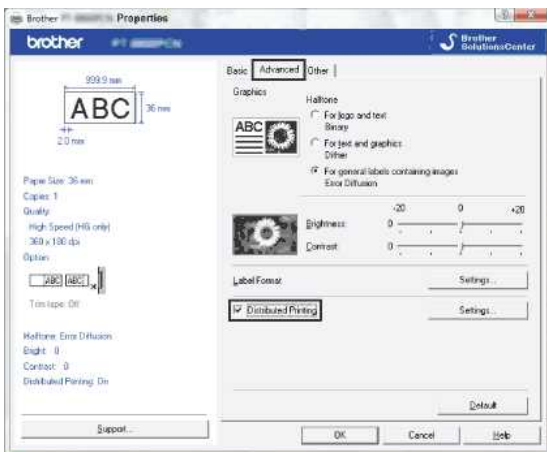 Brother Properties
brother
Brother
SolutionsCenter
999.9 mm
ABC
36 mm
2.0 mm
Paper Size: 36 mm
Copies: 1
Quality:
High Speed (HG only)
360 x 180 dpi
Option:
ABC ABC
Trim tape: Off
Halftone: Error Diffusion
Bright: 0
Contrast: 0
Distributed Printing: On
Support...
Basic Advanced Other
Graphics
ABC
Halftone
For logo and text
Binary
For text and graphics
Dither
For general labels containing images
Error Diffusion
-20 0 +20
Brightness: 0
Contrast: 0
Label Format
Settings...
Distributed Printing
Settings...
Default
OK Cancel Help